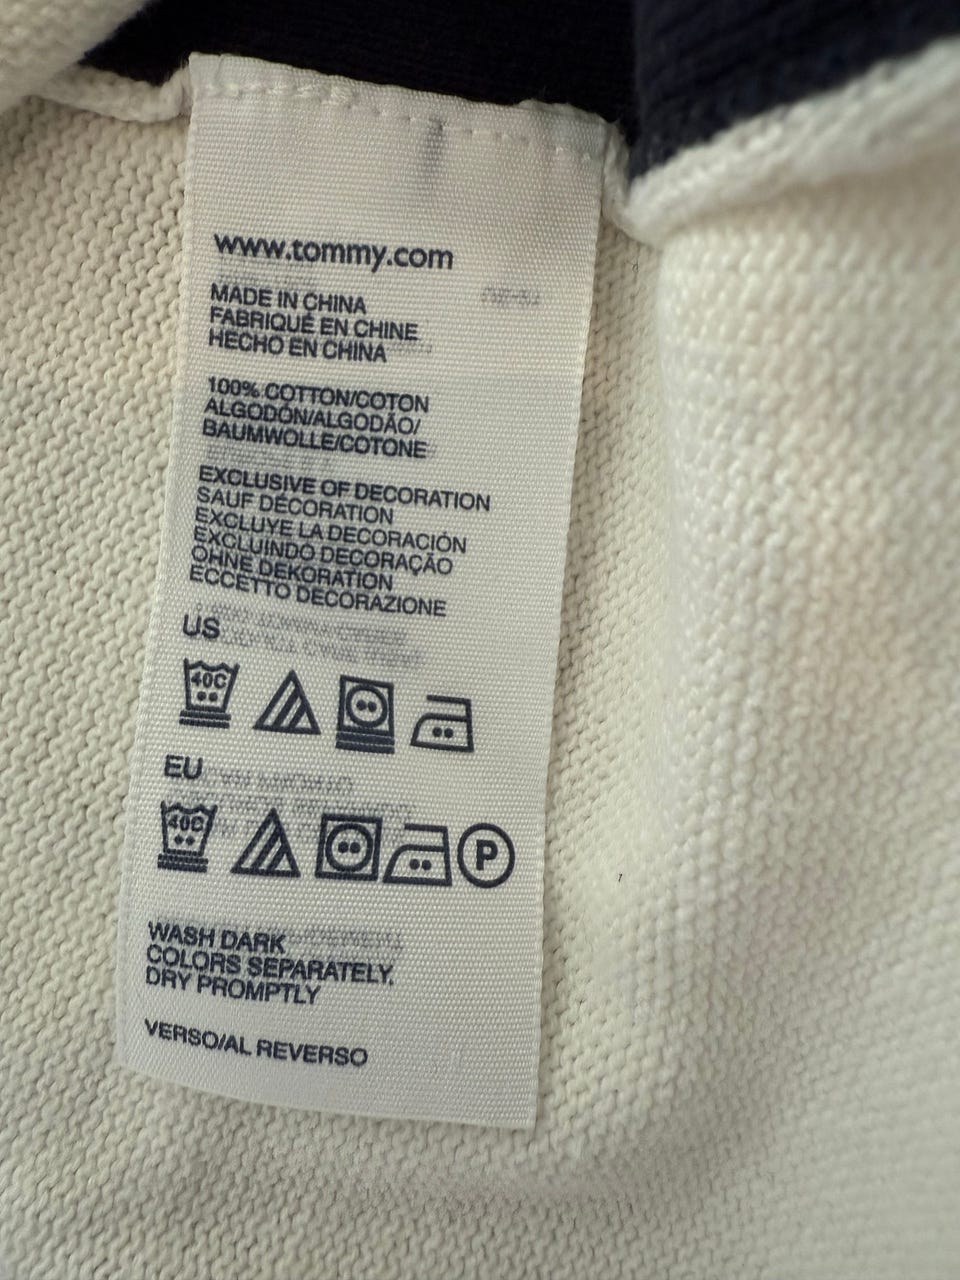 www.tommy.com
MADE IN CHINA
FABRIQUÉ EN CHINE
HECHO EN CHINA
100% COTTON/COTON
ALGODÓN/ALGODÃO/
BAUMWOLLE/COTONE
EXCLUSIVE OF DECORATION
SAUF DÉCORATION
EXCLUYE LA DECORACIÓN
EXCLUINDO DECORAÇÃO
OHNE DEKORATION
ECCETTO DECORAZIONE
US
40C
EU
40C
P
WASH DARK
COLORS SEPARATELY,
DRY PROMPTLY
VERSO/AL REVERSO